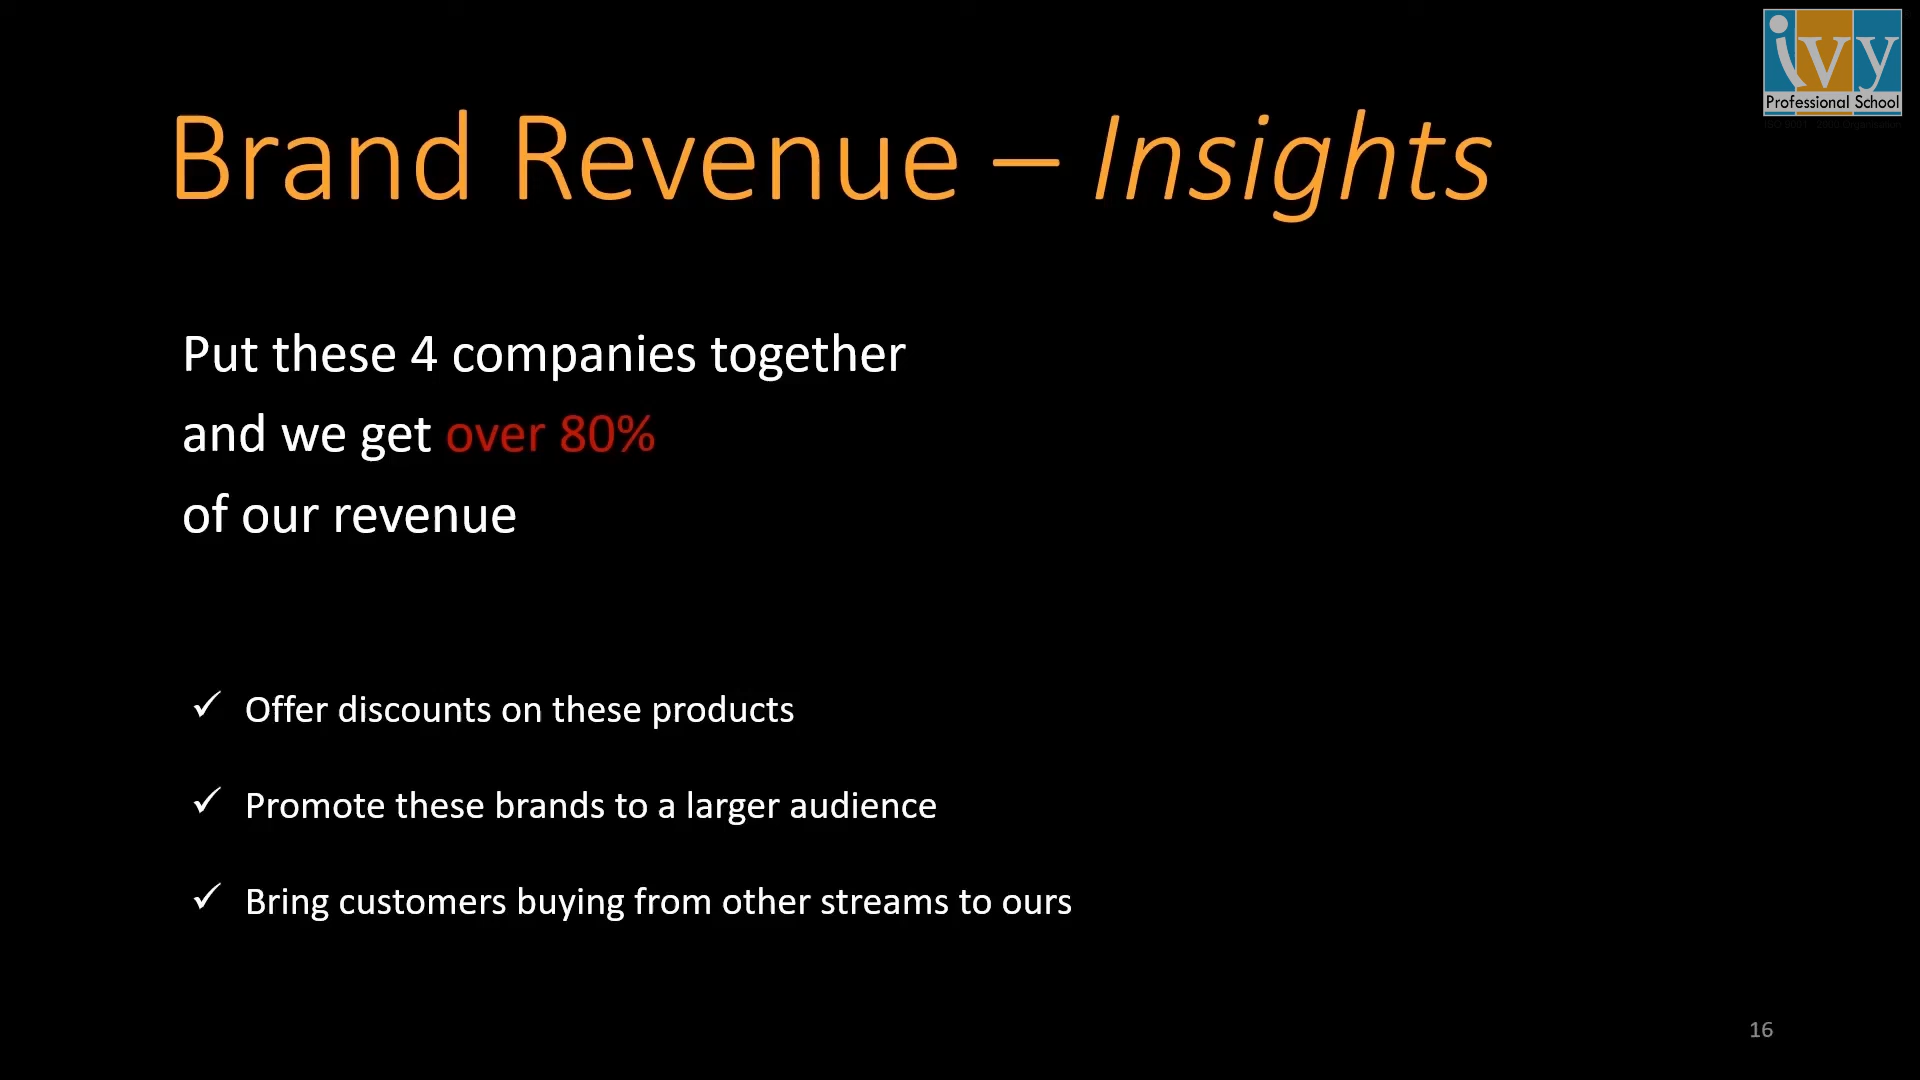 ivy
Professional School
Brand Revenue – Insights
Put these 4 companies together
and we get over 80%
of our revenue
✓ Offer discounts on these products
✓ Promote these brands to a larger audience
✓ Bring customers buying from other streams to ours
16